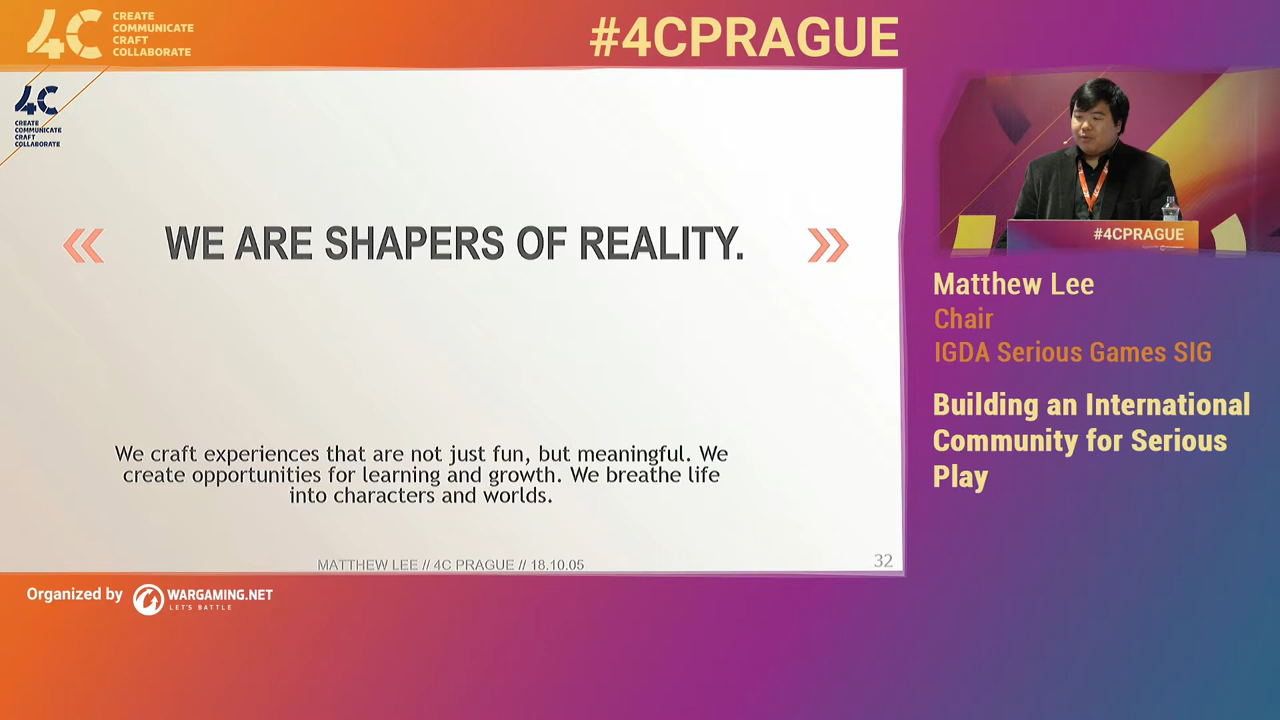 4C
CREATE
COMMUNICATE
CRAFT
COLLABORATE
#4CPRAGUE
4C
CREATE
COMMUNICATE
CRAFT
COLLABORATE
« WE ARE SHAPERS OF REALITY. »
We craft experiences that are not just fun, but meaningful. We
create opportunities for learning and growth. We breathe life
into characters and worlds.
MATTHEW LEE // 4C PRAGUE // 18.10.05
32
#4CPRAGUE
Matthew Lee
Chair
IGDA Serious Games SIG
Building an International
Community for Serious
Play
Organized by
WARGAMING.NET
LET'S BATTLE